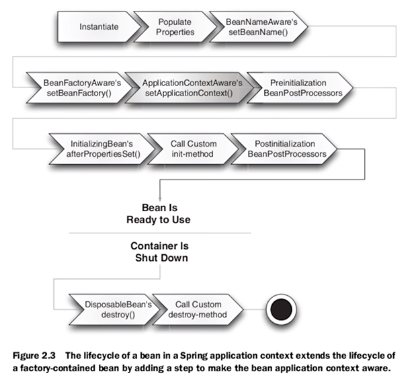 Instantiate
Populate
Properties
BeanNameAware's
setBeanName()
BeanFactoryAware's
setBeanFactory()
ApplicationContextAware's
setApplicationContext()
Preinitialization
BeanPostProcessors
InitializingBean's
afterPropertiesSet()
Call Custom
init-method
Postinitialization
BeanPostProcessors
Bean Is
Ready to Use
Container Is
Shut Down
DisposableBean's
destroy()
Call Custom
destroy-method
Figure 2.3 The lifecycle of a bean in a Spring application context extends the lifecycle of
a factory-contained bean by adding a step to make the bean application context aware.